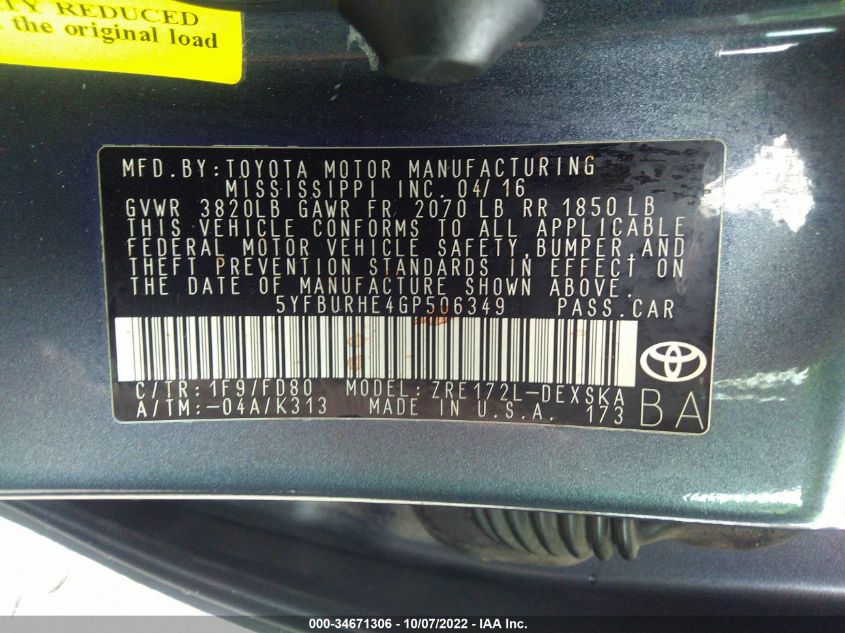 TY REDUCED
the original load
MFD.BY:TOYOTA MOTOR MANUFACTURING
MISSISSIPPI INC. 04/16
GVWR 3820LB GAWR FR 2070 LB RR 1850 LB
THIS VEHICLE CONFORMS TO ALL APPLICABLE
FEDERAL MOTOR VEHICLE SAFETY,BUMPER,AND
THEFT PREVENTION STANDARDS IN EFFECT ON
THE DATE OF MANUFACTURE SHOWN ABOVE.
5YFBURHE4GP506349 PASS.CAR
C/TR:1F9/FD80 MODEL:ZRE172L-DEXSKA
A/TM:-04A/K313 MADE IN U.S.A. 173
BA
000-34671306 - 10/07/2022 - IAA Inc.